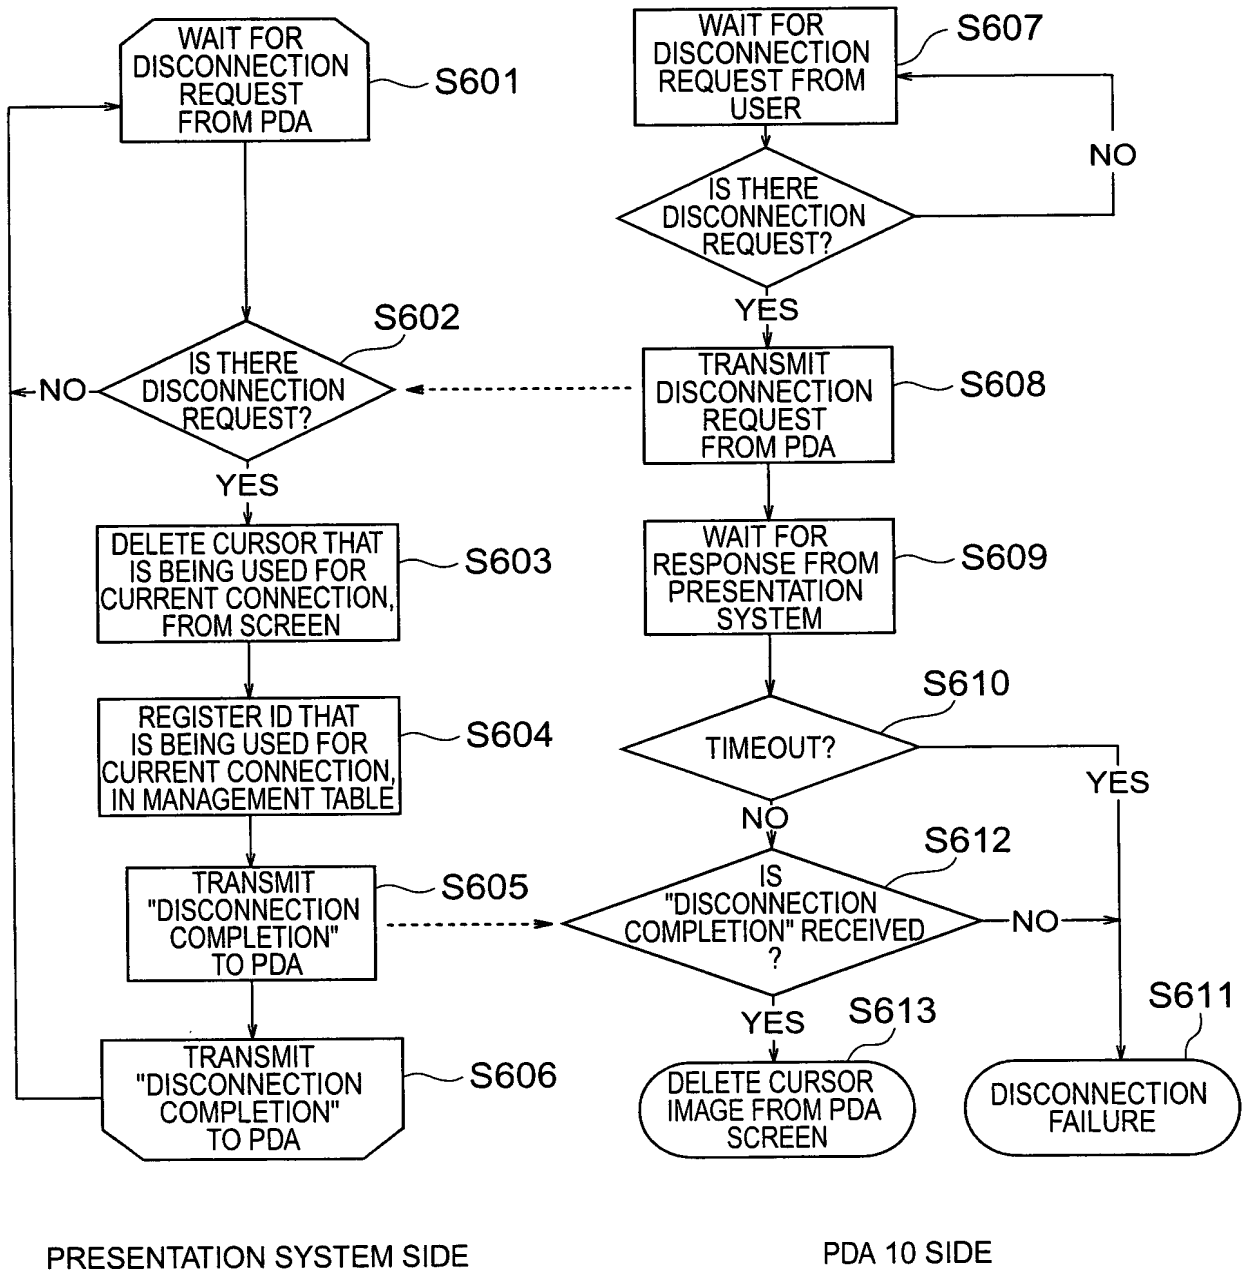 WAIT FOR
DISCONNECTION
REQUEST
FROM PDA
S601
IS THERE
DISCONNECTION
REQUEST?
S602
NO
YES
DELETE CURSOR THAT
IS BEING USED FOR
CURRENT CONNECTION,
FROM SCREEN
S603
REGISTER ID THAT
IS BEING USED FOR
CURRENT CONNECTION,
IN MANAGEMENT TABLE
S604
TRANSMIT
"DISCONNECTION
COMPLETION"
TO PDA
S605
TRANSMIT
"DISCONNECTION
COMPLETION"
TO PDA
S606
PRESENTATION SYSTEM SIDE
WAIT FOR
DISCONNECTION
REQUEST FROM
USER
S607
IS THERE
DISCONNECTION
REQUEST?
NO
YES
TRANSMIT
DISCONNECTION
REQUEST
FROM PDA
S608
WAIT FOR
RESPONSE FROM
PRESENTATION
SYSTEM
S609
TIMEOUT?
S610
YES
NO
IS
"DISCONNECTION
COMPLETION" RECEIVED
?
S612
NO
YES
DELETE CURSOR
IMAGE FROM PDA
SCREEN
S613
DISCONNECTION
FAILURE
S611
PDA 10 SIDE